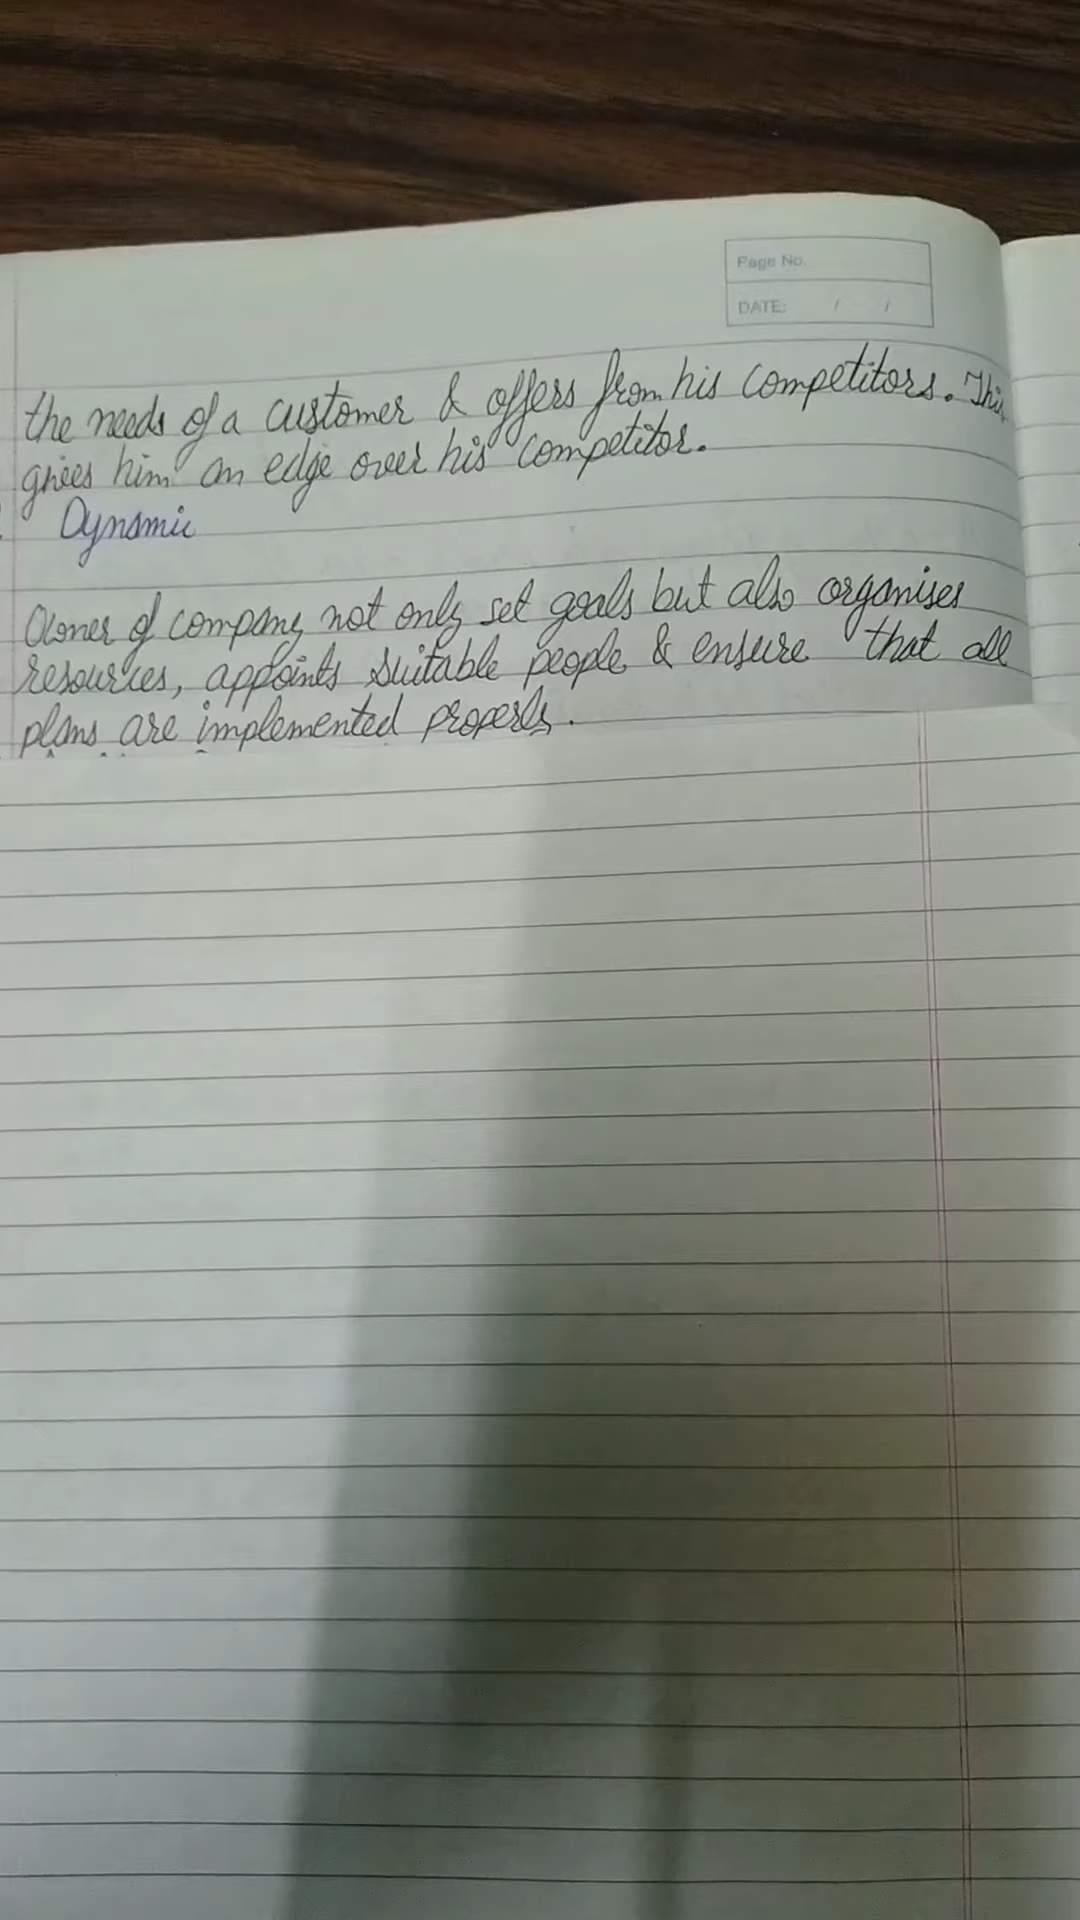 Page No.
DATE: / /
the needs of a customer & offers from his competitors. This
gives him an edge over his competitor.
Dynamic
Owner of company not only set goals but also organises
resources, appoints suitable people & ensure that all
plans are implemented properly.